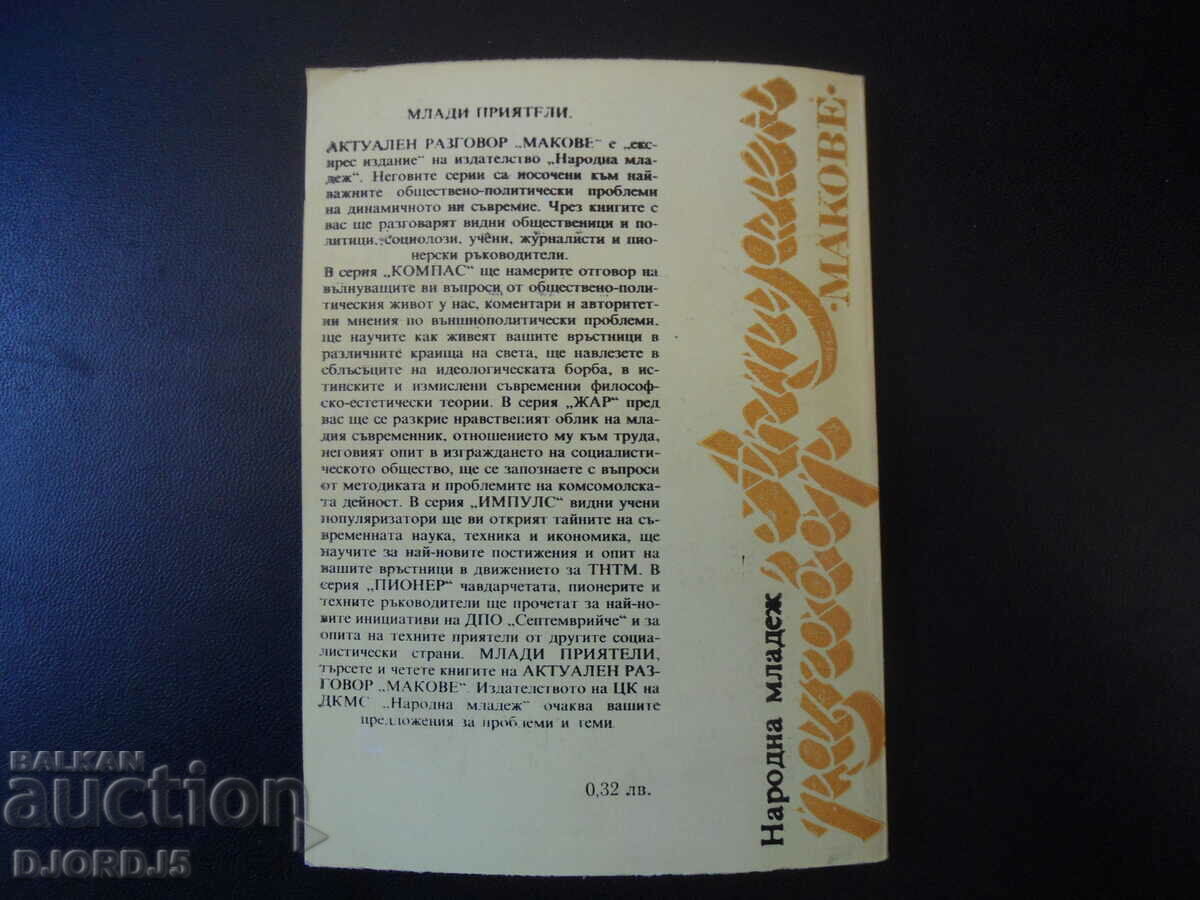 МЛАДИ ПРИЯТЕЛИ.
АКТУАЛЕН РАЗГОВОР „МАКОВЕ“ е „екс-
прес издание“ на издателство „Народна мла-
деж“. Неговите серии са посочени към най-
важните обществено-политически проблеми
на динамичното ни съвремие. Чрез книгите с
вас ще разговарят видни общественици и по-
литици, социолози, учени, журналисти и пио-
нерски ръководители.
В серия „КОМПАС“ ще намерите отговор на
вълнуващите ви въпроси от обществено-поли-
тическия живот у нас, коментари и авторитет-
ни мнения по външнополитически проблеми.
ще научите как живеят вашите връстници в
различните краища на света, ще навлезете в
сблъсъците на идеологическата борба, в ис-
тинските и измислени съвременни философ-
ско-естетически теории. В серия „ЖАР“ пред
вас ще се разкрие нравственият облик на мла-
дия съвременник, отношението му към труда,
неговият опит в изграждането на социалисти-
ческото общество, ще се запознаете с въпроси
от методиката и проблемите на комсомолска-
та дейност. В серия „ИМПУЛС“ видни учени
популяризатори ще ви открият тайните на съ-
временната наука, техника и икономика, ще
научите за най-новите постижения и опит на
вашите връстници в движението за ТНТМ. В
серия „ПИОНЕР“ чавдарчетата, пионерите и
техните ръководители ще прочетат за най-но-
вите инициативи на ДПО „Септемврийче“ и за
опита на техните приятели от другите социа-
листически страни. МЛАДИ ПРИЯТЕЛИ,
търсете и четете книгите на АКТУАЛЕН РАЗ-
ГОВОР „МАКОВЕ“. Издателството на ЦК на
ДКМС „Народна младеж“ очаква вашите
предложения за проблеми и теми.
0,32 лв.
Народна младеж
Актуален
разговор
·МАКОВЕ·
BALKAN
auction
DJORDJ5